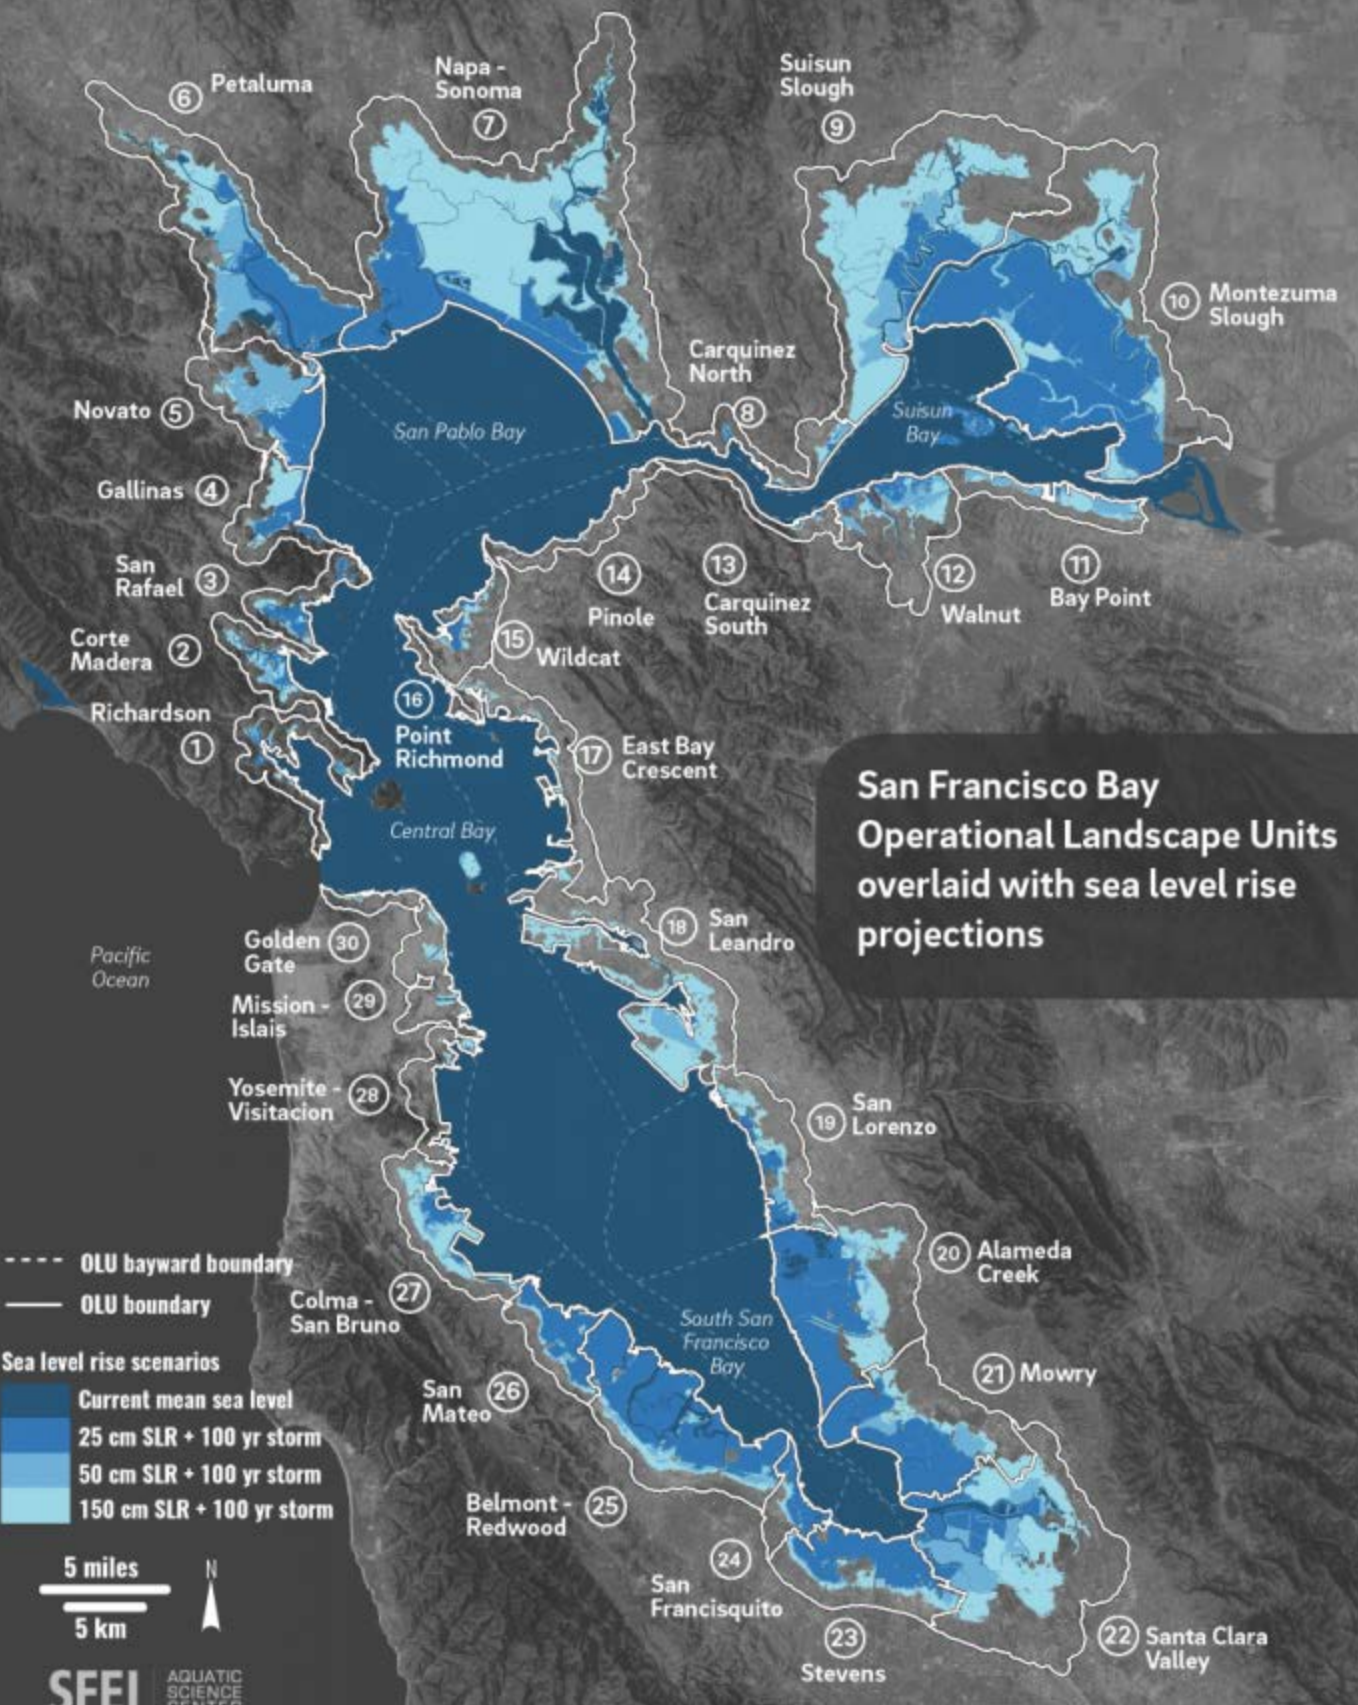 6 Petaluma
Napa -
Sonoma
7
Suisun
Slough
9
10 Montezuma
Slough
Carquinez
North
8
Novato 5
San Pablo Bay
Suisun
Bay
Gallinas 4
San
Rafael 3
14
Pinole
13
Carquinez
South
12
Walnut
11
Bay Point
Corte
Madera 2
15
Wildcat
Richardson
1
16
Point
Richmond
17 East Bay
Crescent
San Francisco Bay
Operational Landscape Units
overlaid with sea level rise
projections
Central Bay
18 San
Leandro
Golden 30
Gate
Pacific
Ocean
Mission - 29
Islais
Yosemite - 28
Visitacion
19 San
Lorenzo
20 Alameda
Creek
OLU bayward boundary
OLU boundary
27
Colma -
San Bruno
South San
Francisco
Bay
Sea level rise scenarios
Current mean sea level
25 cm SLR + 100 yr storm
50 cm SLR + 100 yr storm
150 cm SLR + 100 yr storm
21 Mowry
San 26
Mateo
Belmont - 25
Redwood
24
San
Francisquito
5 miles
5 km
N
23
Stevens
22 Santa Clara
Valley
SFEI
AQUATIC
SCIENCE
CENTER